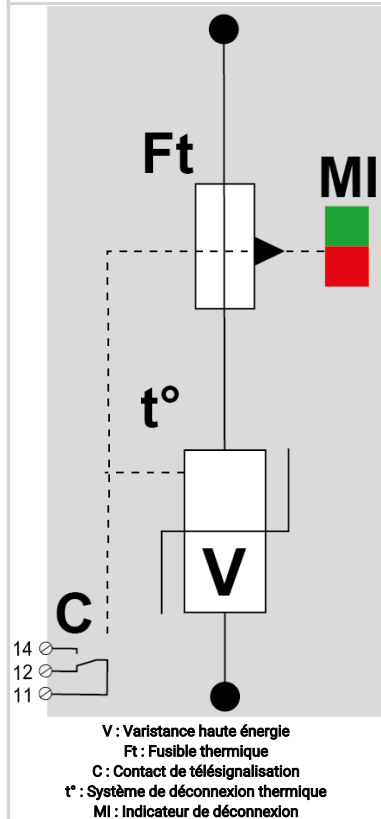 Ft
MI
t°
V
C
14
12
11
V : Varistance haute énergie
Ft : Fusible thermique
C : Contact de télésignalisation
t° : Système de déconnexion thermique
MI : Indicateur de déconnexion